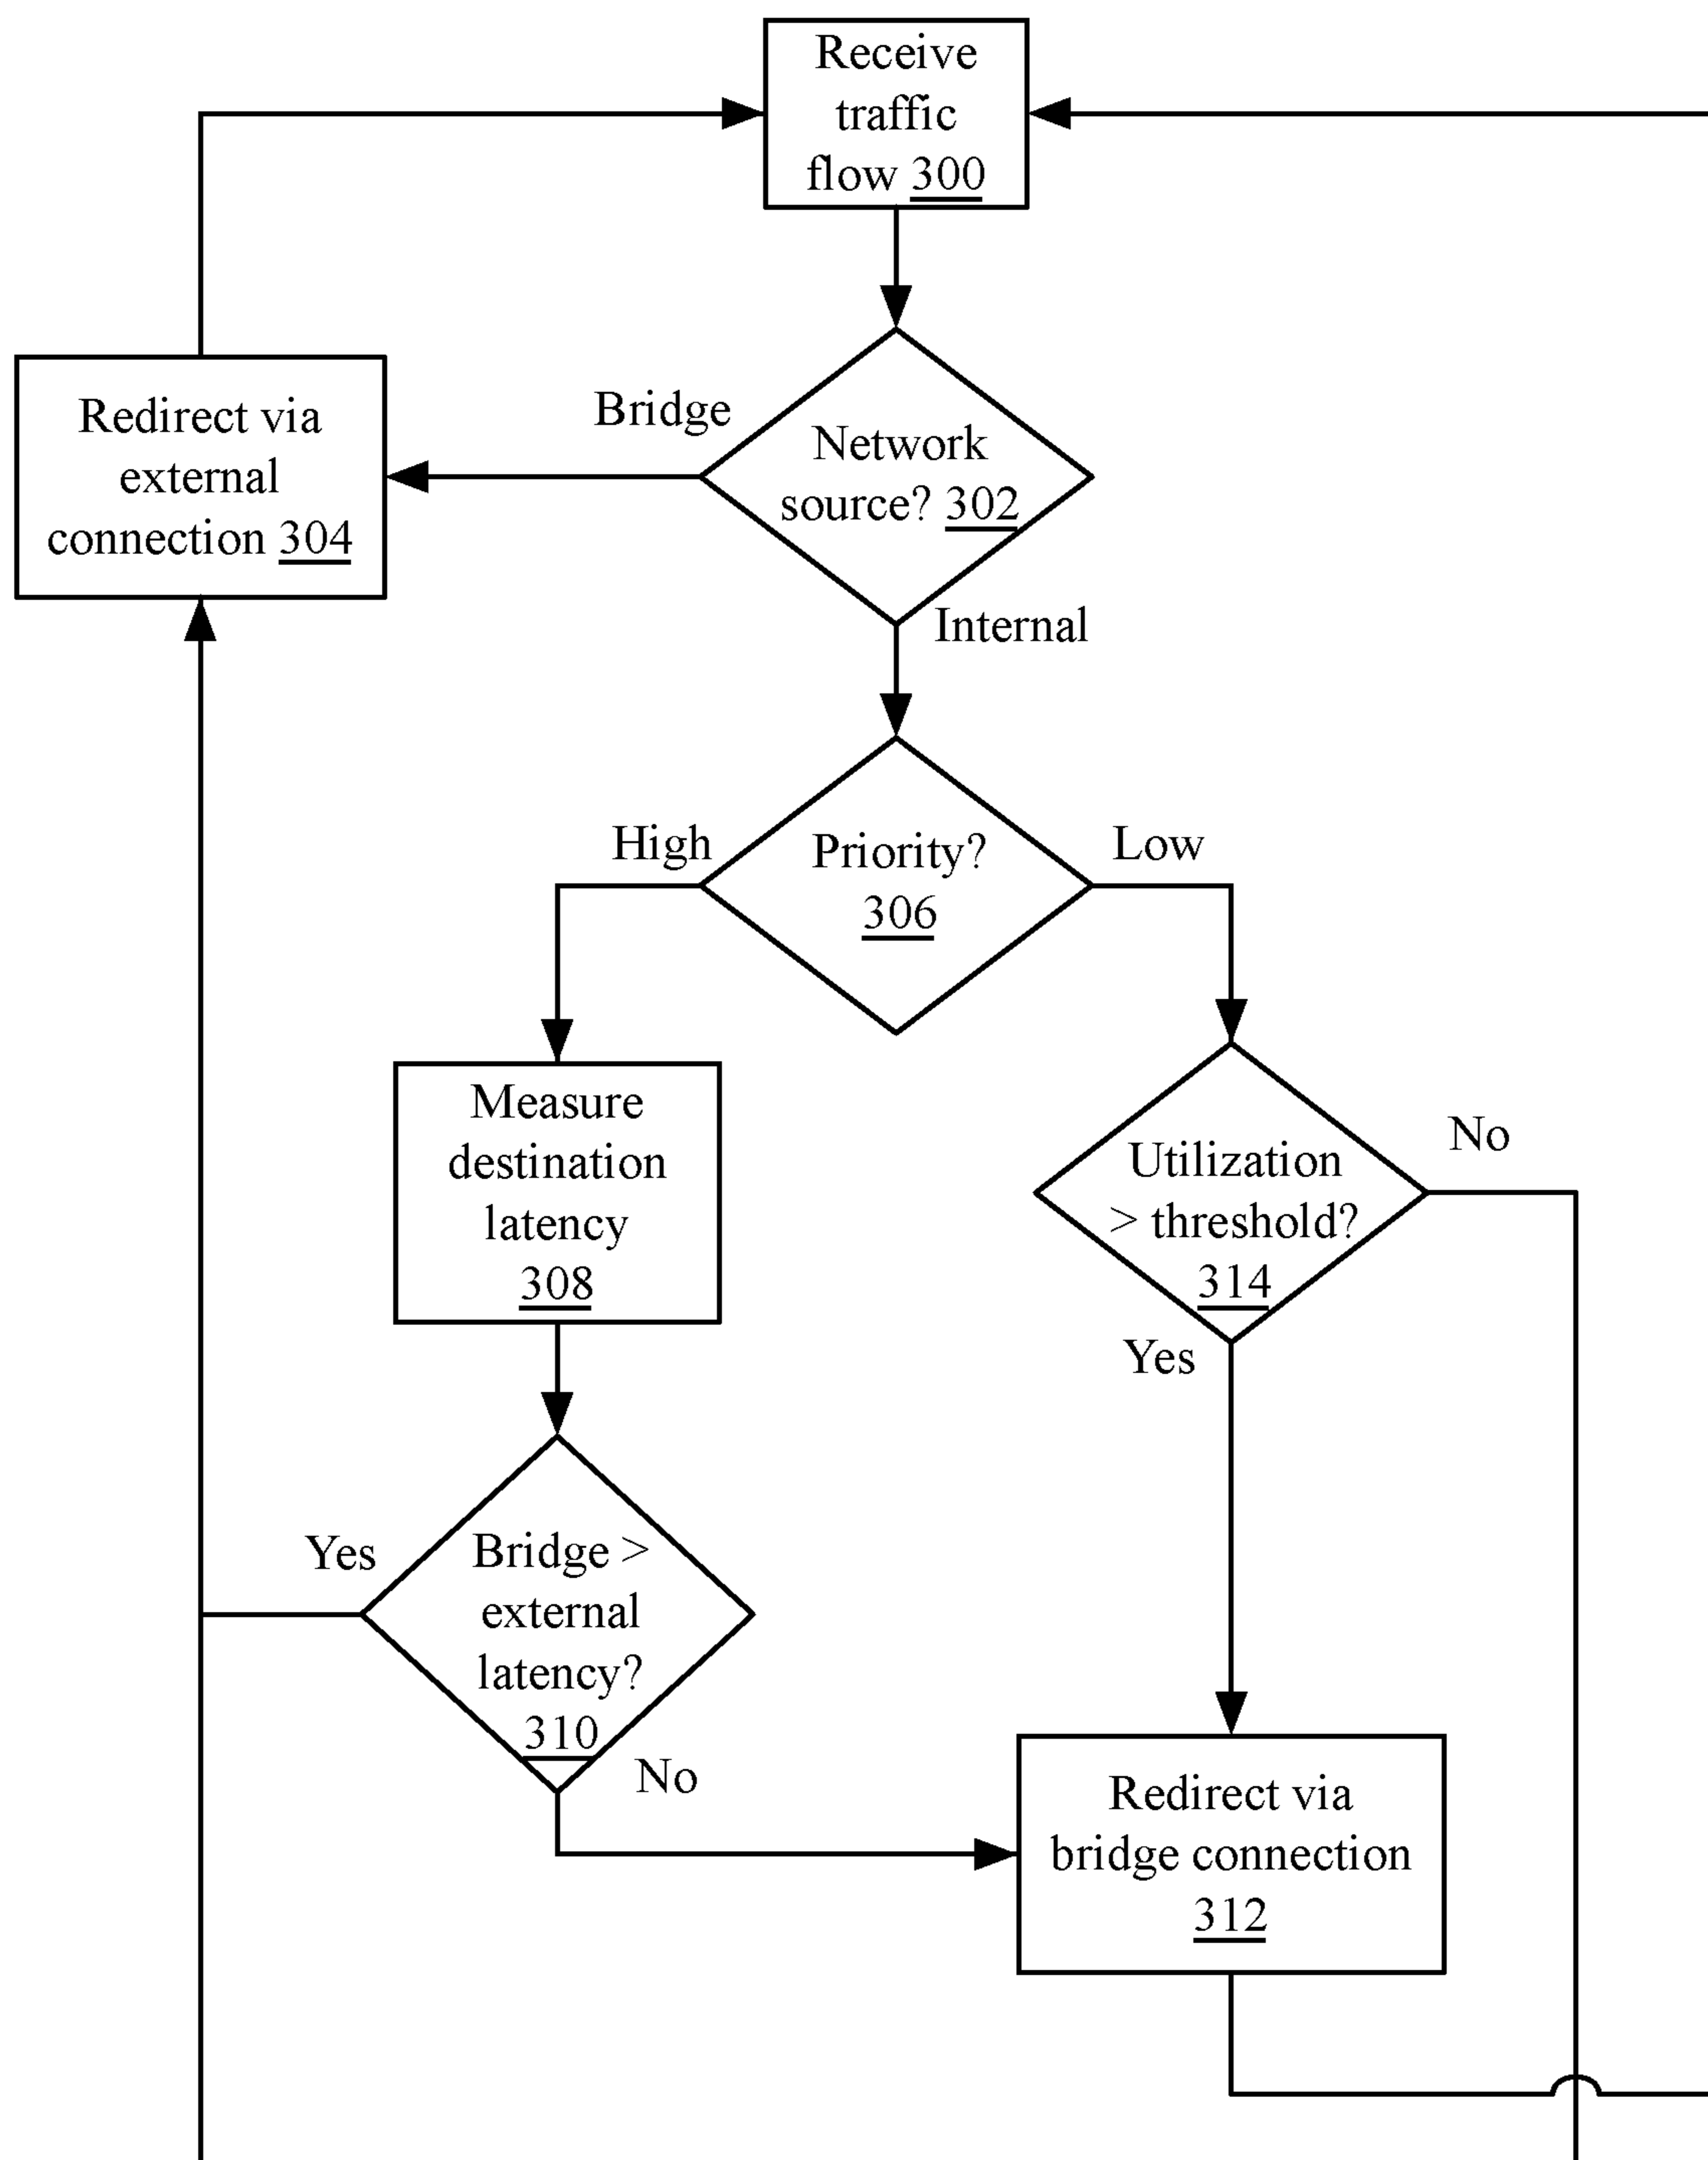 Receive
traffic
flow 300
Redirect via
external
connection 304
Bridge
Network
source? 302
Internal
High
Priority?
306
Low
Measure
destination
latency
308
Utilization
> threshold?
314
No
Yes
Yes
Bridge >
external
latency?
310
No
Redirect via
bridge connection
312